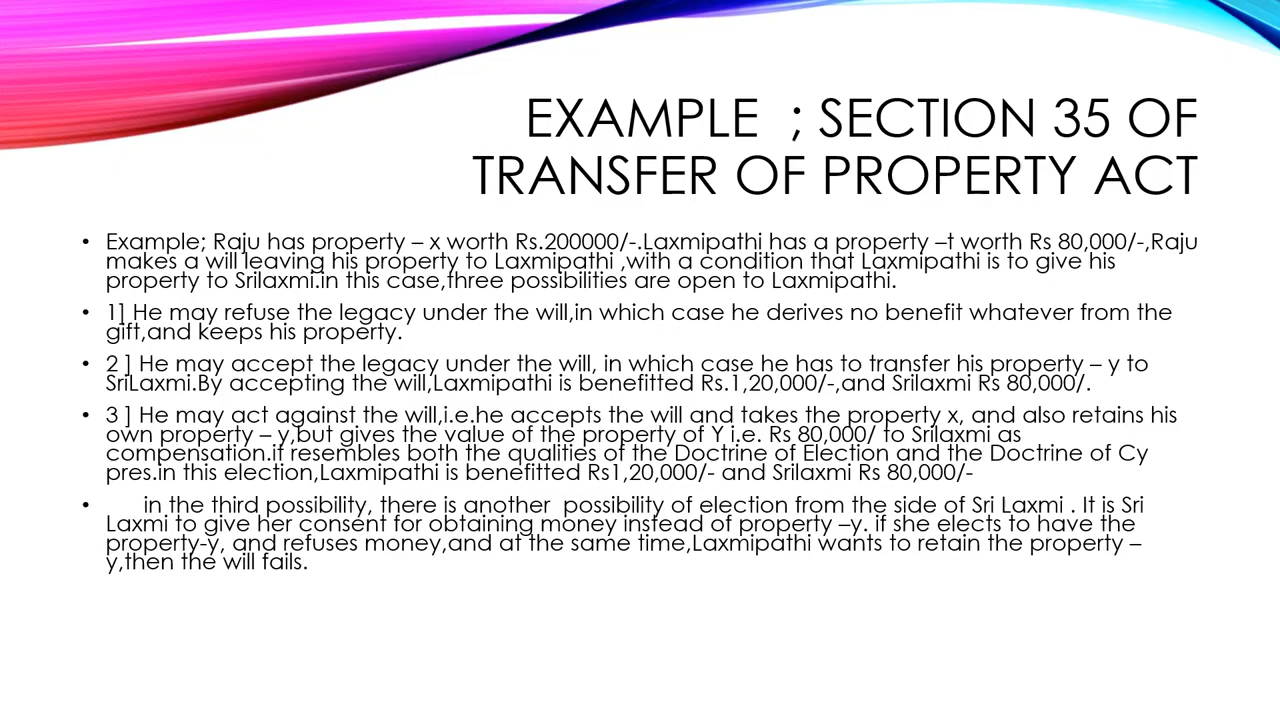 EXAMPLE ; SECTION 35 OF
TRANSFER OF PROPERTY ACT
• Example; Raju has property – x worth Rs.200000/-.Laxmipathi has a property –t worth Rs 80,000/-,Raju
makes a will leaving his property to Laxmipathi ,with a condition that Laxmipathi is to give his
property to Srilaxmi.in this case,three possibilities are open to Laxmipathi.
• 1] He may refuse the legacy under the will,in which case he derives no benefit whatever from the
gift,and keeps his property.
• 2 ] He may accept the legacy under the will, in which case he has to transfer his property – y to
SriLaxmi.By accepting the will,Laxmipathi is benefitted Rs.1,20,000/-,and Srilaxmi Rs 80,000/.
• 3 ] He may act against the will,i.e.he accepts the will and takes the property x, and also retains his
own property – y,but gives the value of the property of Y i.e. Rs 80,000/ to Srilaxmi as
compensation.it resembles both the qualities of the Doctrine of Election and the Doctrine of Cy
pres.in this election,Laxmipathi is benefitted Rs1,20,000/- and Srilaxmi Rs 80,000/-
• in the third possibility, there is another possibility of election from the side of Sri Laxmi . It is Sri
Laxmi to give her consent for obtaining money instead of property –y. if she elects to have the
property-y, and refuses money,and at the same time,Laxmipathi wants to retain the property –
y,then the will fails.